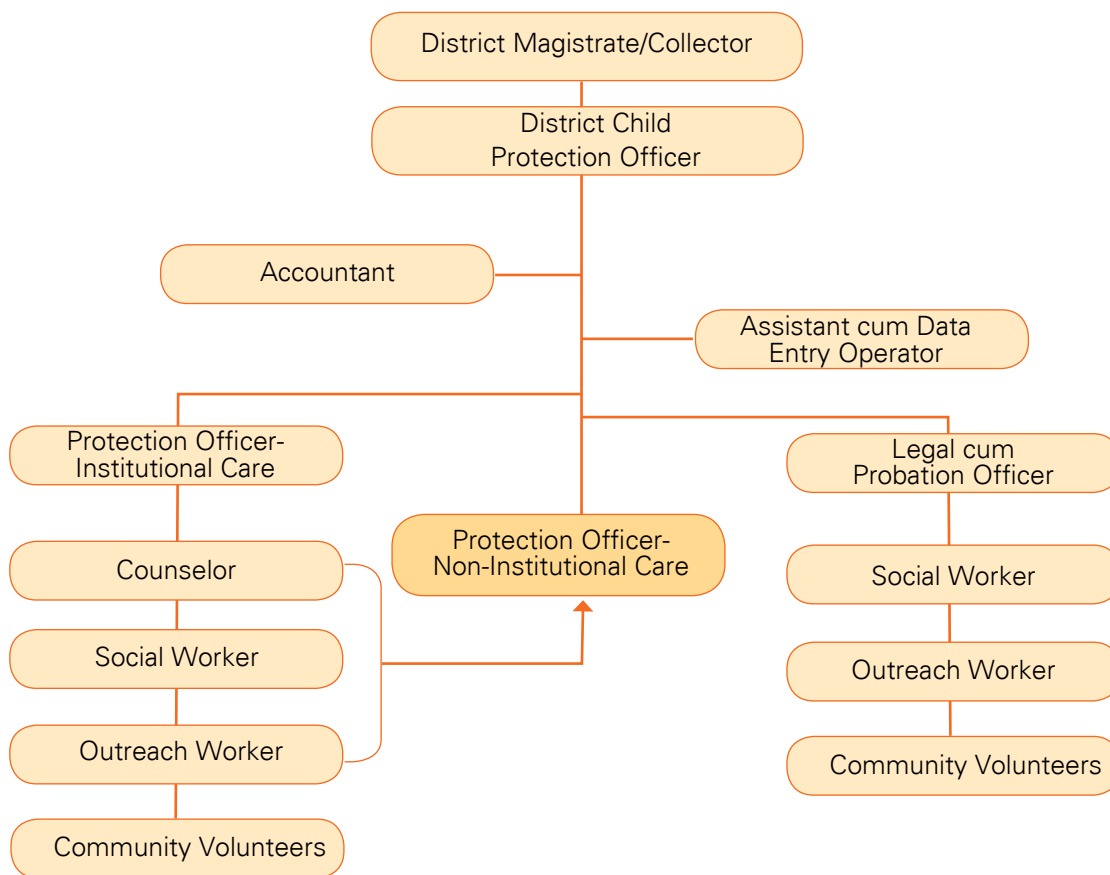 District Magistrate/Collector
District Child
Protection Officer
Accountant
Assistant cum Data
Entry Operator
Protection Officer-
Institutional Care
Legal cum
Probation Officer
Protection Officer-
Non-Institutional Care
Counselor
Social Worker
Social Worker
Outreach Worker
Outreach Worker
Community Volunteers
Community Volunteers